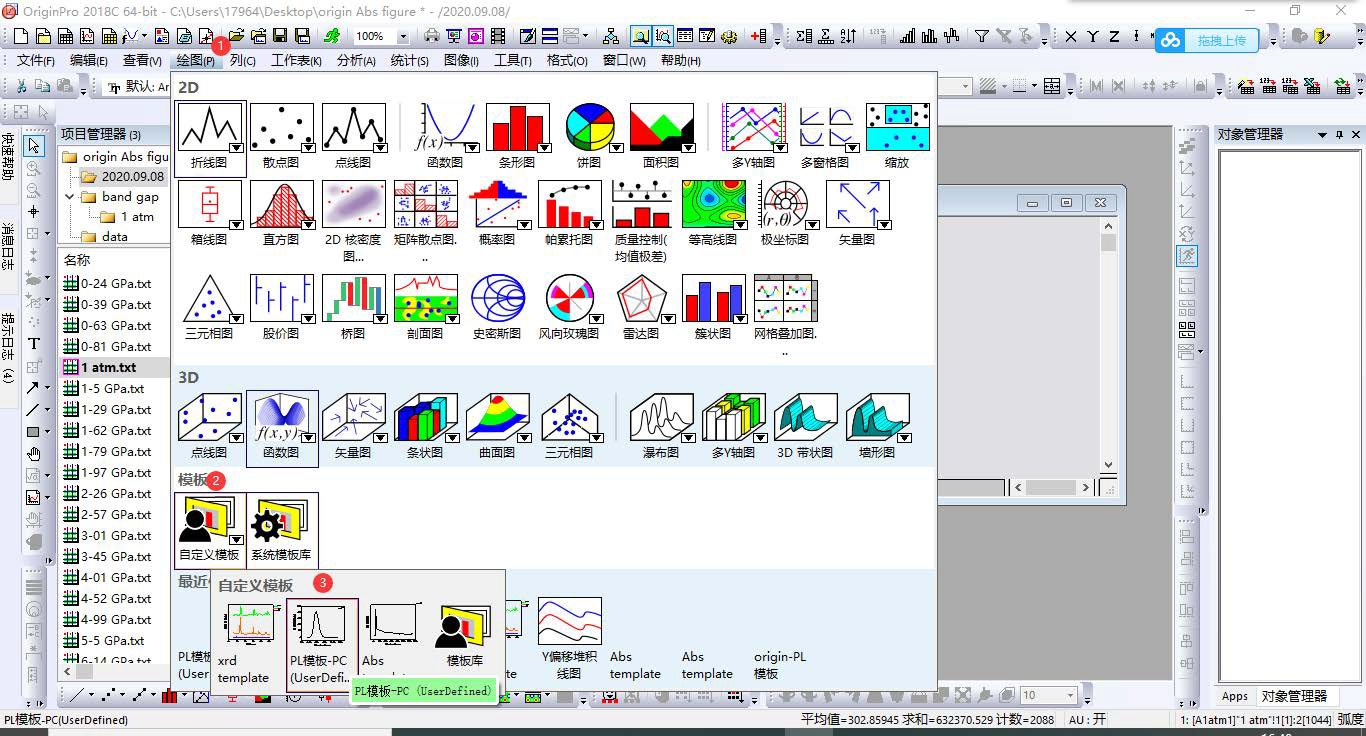 OriginPro 2018C 64-bit - C:\Users\17964\Desktop\origin Abs figure * - /2020.09.08/
100%
X Y Z
拖拽上传
1
文件(F) 编辑(E) 查看(V) 绘图(P) 列(C) 工作表(K) 分析(A) 统计(S) 图像(I) 工具(T) 格式(O) 窗口(W) 帮助(H)
默认: Ar
快速帮助
消息日志
提示日志 (4)
项目管理器 (3)
origin Abs figu
2020.09.08
band gap
1 atm
data
名称
0-24 GPa.txt
0-39 GPa.txt
0-63 GPa.txt
0-81 GPa.txt
1 atm.txt
1-5 GPa.txt
1-29 GPa.txt
1-62 GPa.txt
1-79 GPa.txt
1-97 GPa.txt
2-26 GPa.txt
2-57 GPa.txt
3-01 GPa.txt
3-45 GPa.txt
4-01 GPa.txt
4-52 GPa.txt
4-99 GPa.txt
5-5 GPa.txt
6-14 GPa.txt
2D
折线图 散点图 点线图 函数图 条形图 饼图 面积图 多Y轴图 多窗格图 缩放
箱线图 直方图 2D 核密度图... 矩阵散点图... 概率图 帕累托图 质量控制(均值极差) 等高线图 极坐标图 矢量图
三元相图 股价图 桥图 剖面图 史密斯图 风向玫瑰图 雷达图 簇状图 网格叠加图...
3D
点线图 函数图 矢量图 条状图 曲面图 三元相图 瀑布图 多Y轴图 3D 带状图 墙形图
模板 2
自定义模板 系统模板库
最近
自定义模板 3
xrd template
PL模板-PC (UserDefi...
Abs
模板库
PL模
(User
plate
Y偏移堆积线图
Abs template
Abs template
origin-PL 模板
PL模板-PC (UserDefined)
10
对象管理器
Apps 对象管理器
PL模板-PC(UserDefined)
平均值=302.85945 求和=632370.529 计数=2088 AU : 开 1: [A1atm1]"1 atm"!1[1]:2[1044] 弧度